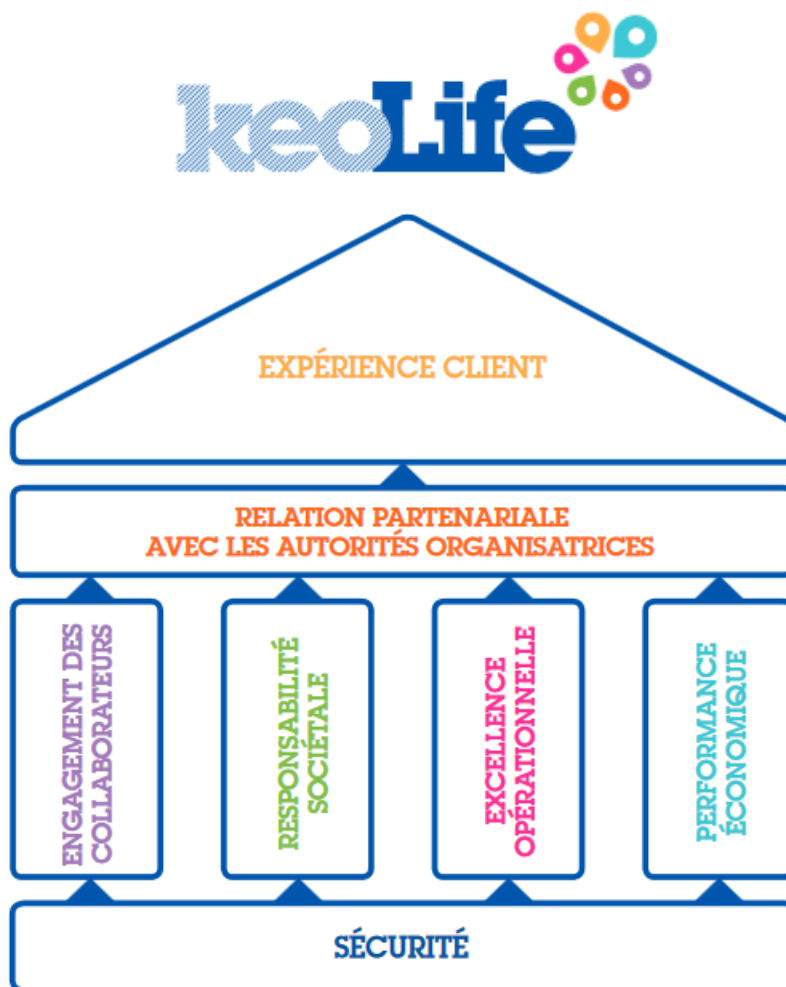 keoLife
EXPÉRIENCE CLIENT
RELATION PARTENARIALE
AVEC LES AUTORITÉS ORGANISATRICES
ENGAGEMENT DES
COLLABORATEURS
RESPONSABILITÉ
SOCIÉTALE
EXCELLENCE
OPÉRATIONNELLE
PERFORMANCE
ÉCONOMIQUE
SÉCURITÉ